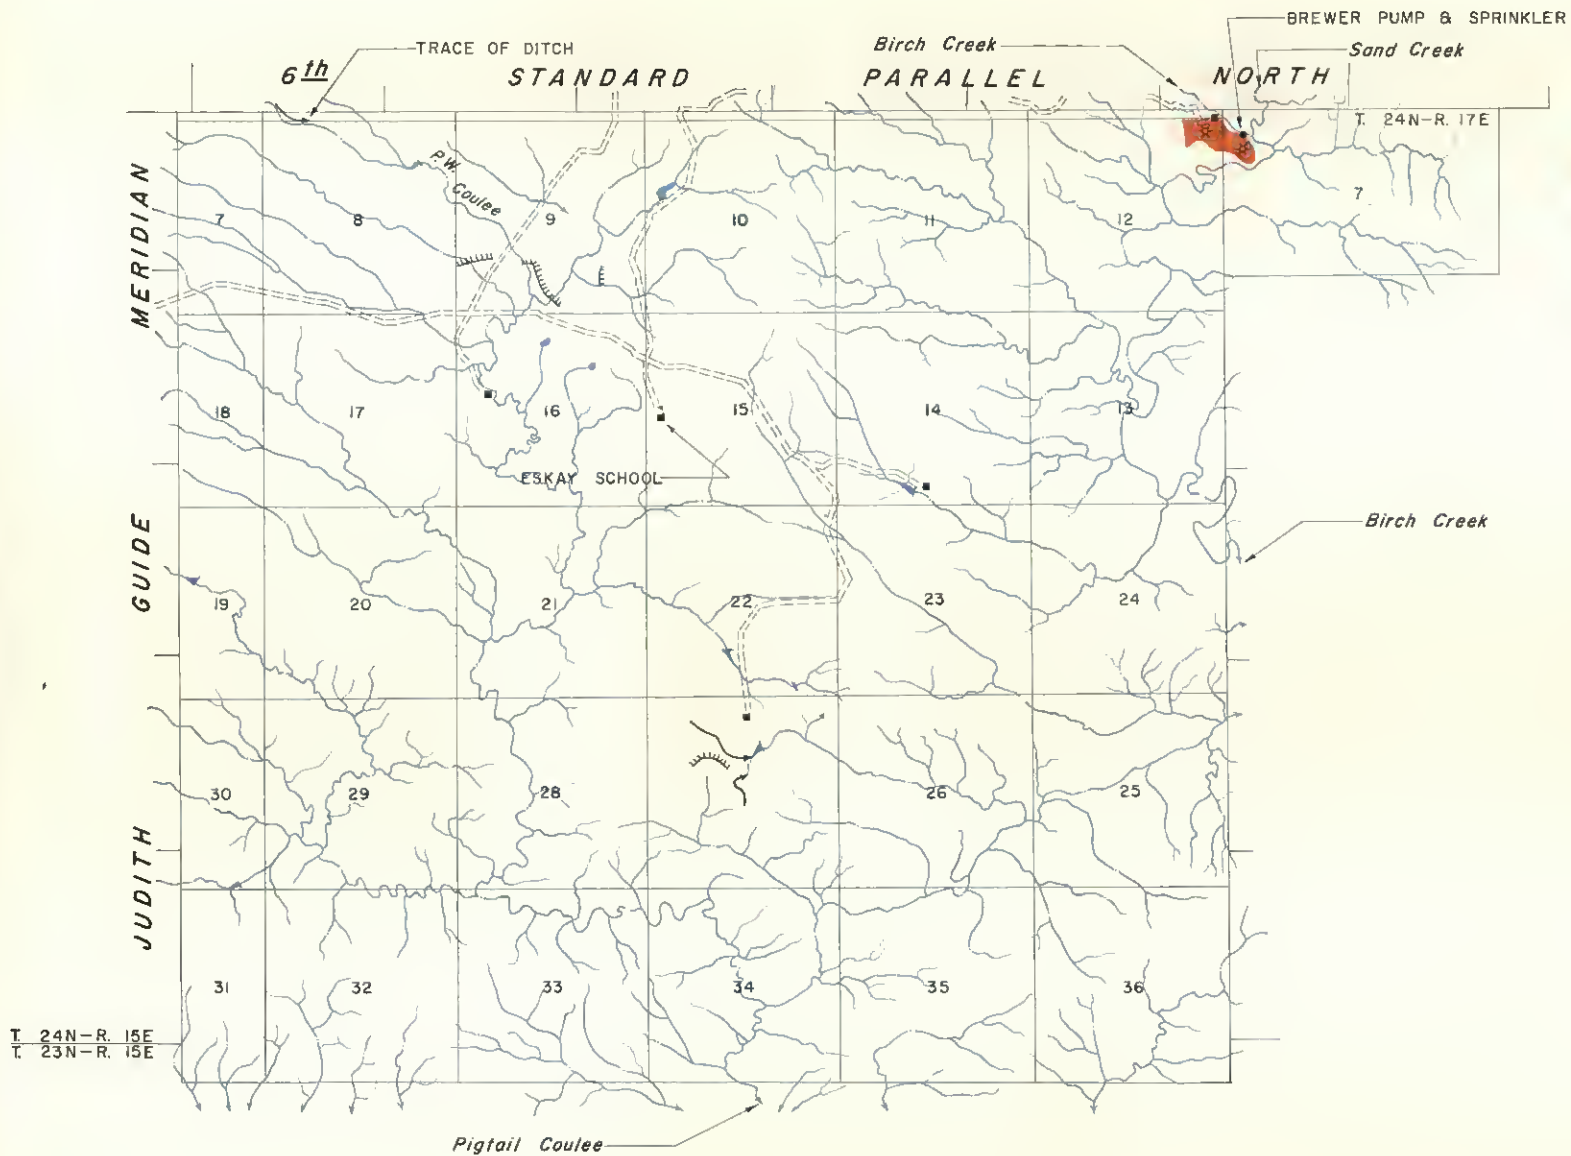 BREWER PUMP & SPRINKLER
TRACE OF DITCH
Birch Creek
Sand Creek
6th STANDARD PARALLEL NORTH
T. 24N-R. 17E
P.W. Coulee
MERIDIAN
7 8 9 10 11 12 7
18 17 16 15 14 13
ESKAY SCHOOL
Birch Creek
GUIDE
19 20 21 22 23 24
30 29 28 26 25
JUDITH
31 32 33 34 35 36
T. 24N-R. 15E
T. 23N-R. 15E
Pigtail Coulee